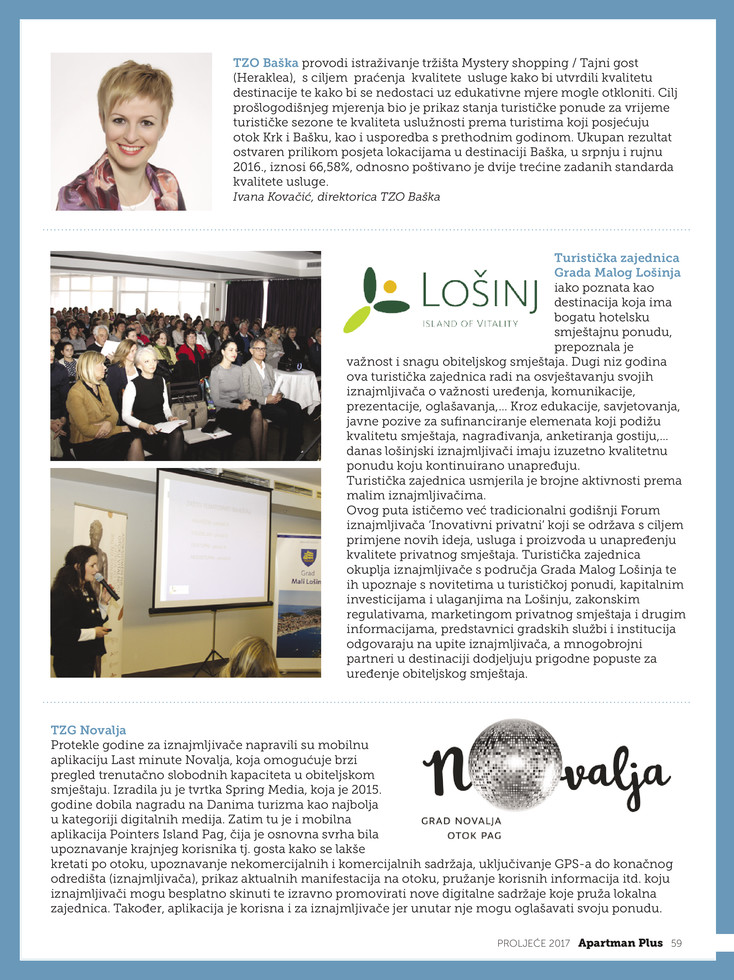 TZO Baška provodi istraživanje tržišta Mystery shopping / Tajni gost
(Heraklea), s ciljem praćenja kvalitete usluge kako bi utvrdili kvalitetu
destinacije te kako bi se nedostaci uz edukativne mjere mogle otkloniti. Cilj
prošlogodišnjeg mjerenja bio je prikaz stanja turističke ponude za vrijeme
turističke sezone te kvaliteta uslužnosti prema turistima koji posjećuju
otok Krk i Bašku, kao i usporedba s prethodnim godinom. Ukupan rezultat
ostvaren prilikom posjeta lokacijama u destinaciji Baška, u srpnju i rujnu
2016., iznosi 66,58%, odnosno poštivano je dvije trećine zadanih standarda
kvalitete usluge.
Ivana Kovačić, direktorica TZO Baška
LOŠINJ
ISLAND OF VITALITY
Turistička zajednica
Grada Malog Lošinja
iako poznata kao
destinacija koja ima
bogatu hotelsku
smještajnu ponudu,
prepoznala je
važnost i snagu obiteljskog smještaja. Dugi niz godina
ova turistička zajednica radi na osvještavanju svojih
iznajmljivača o važnosti uređenja, komunikacije,
prezentacije, oglašavanja,... Kroz edukacije, savjetovanja,
javne pozive za sufinanciranje elemenata koji podižu
kvalitetu smještaja, nagrađivanja, anketiranja gostiju,...
danas lošinjski iznajmljivači imaju izuzetno kvalitetnu
ponudu koju kontinuirano unapređuju.
Turistička zajednica usmjerila je brojne aktivnosti prema
malim iznajmljivačima.
Ovog puta ističemo već tradicionalni godišnji Forum
iznajmljivača ‘Inovativni privatni’ koji se održava s ciljem
primjene novih ideja, usluga i proizvoda u unapređenju
kvalitete privatnog smještaja. Turistička zajednica
okuplja iznajmljivače s područja Grada Malog Lošinja te
ih upoznaje s novitetima u turističkoj ponudi, kapitalnim
investicijama i ulaganjima na Lošinju, zakonskim
regulativama, marketingom privatnog smještaja i drugim
informacijama, predstavnici gradskih službi i institucija
odgovaraju na upite iznajmljivača, a mnogobrojni
partneri u destinaciji dodjeljuju prigodne popuste za
uređenje obiteljskog smještaja.
Grad
Mali Lošin
TZG Novalja
Protekle godine za iznajmljivače napravili su mobilnu
aplikaciju Last minute Novalja, koja omogućuje brzi
pregled trenutačno slobodnih kapaciteta u obiteljskom
smještaju. Izradila ju je tvrtka Spring Media, koja je 2015.
godine dobila nagradu na Danima turizma kao najbolja
u kategoriji digitalnih medija. Zatim tu je i mobilna
aplikacija Pointers Island Pag, čija je osnovna svrha bila
upoznavanje krajnjeg korisnika tj. gosta kako se lakše
kretati po otoku, upoznavanje nekomercijalnih i komercijalnih sadržaja, uključivanje GPS-a do konačnog
odredišta (iznajmljivača), prikaz aktualnih manifestacija na otoku, pružanje korisnih informacija itd. koju
iznajmljivači mogu besplatno skinuti te izravno promovirati nove digitalne sadržaje koje pruža lokalna
zajednica. Također, aplikacija je korisna i za iznajmljivače jer unutar nje mogu oglašavati svoju ponudu.
novalja
GRAD NOVALJA
OTOK PAG
PROLJEĆE 2017 Apartman Plus 59